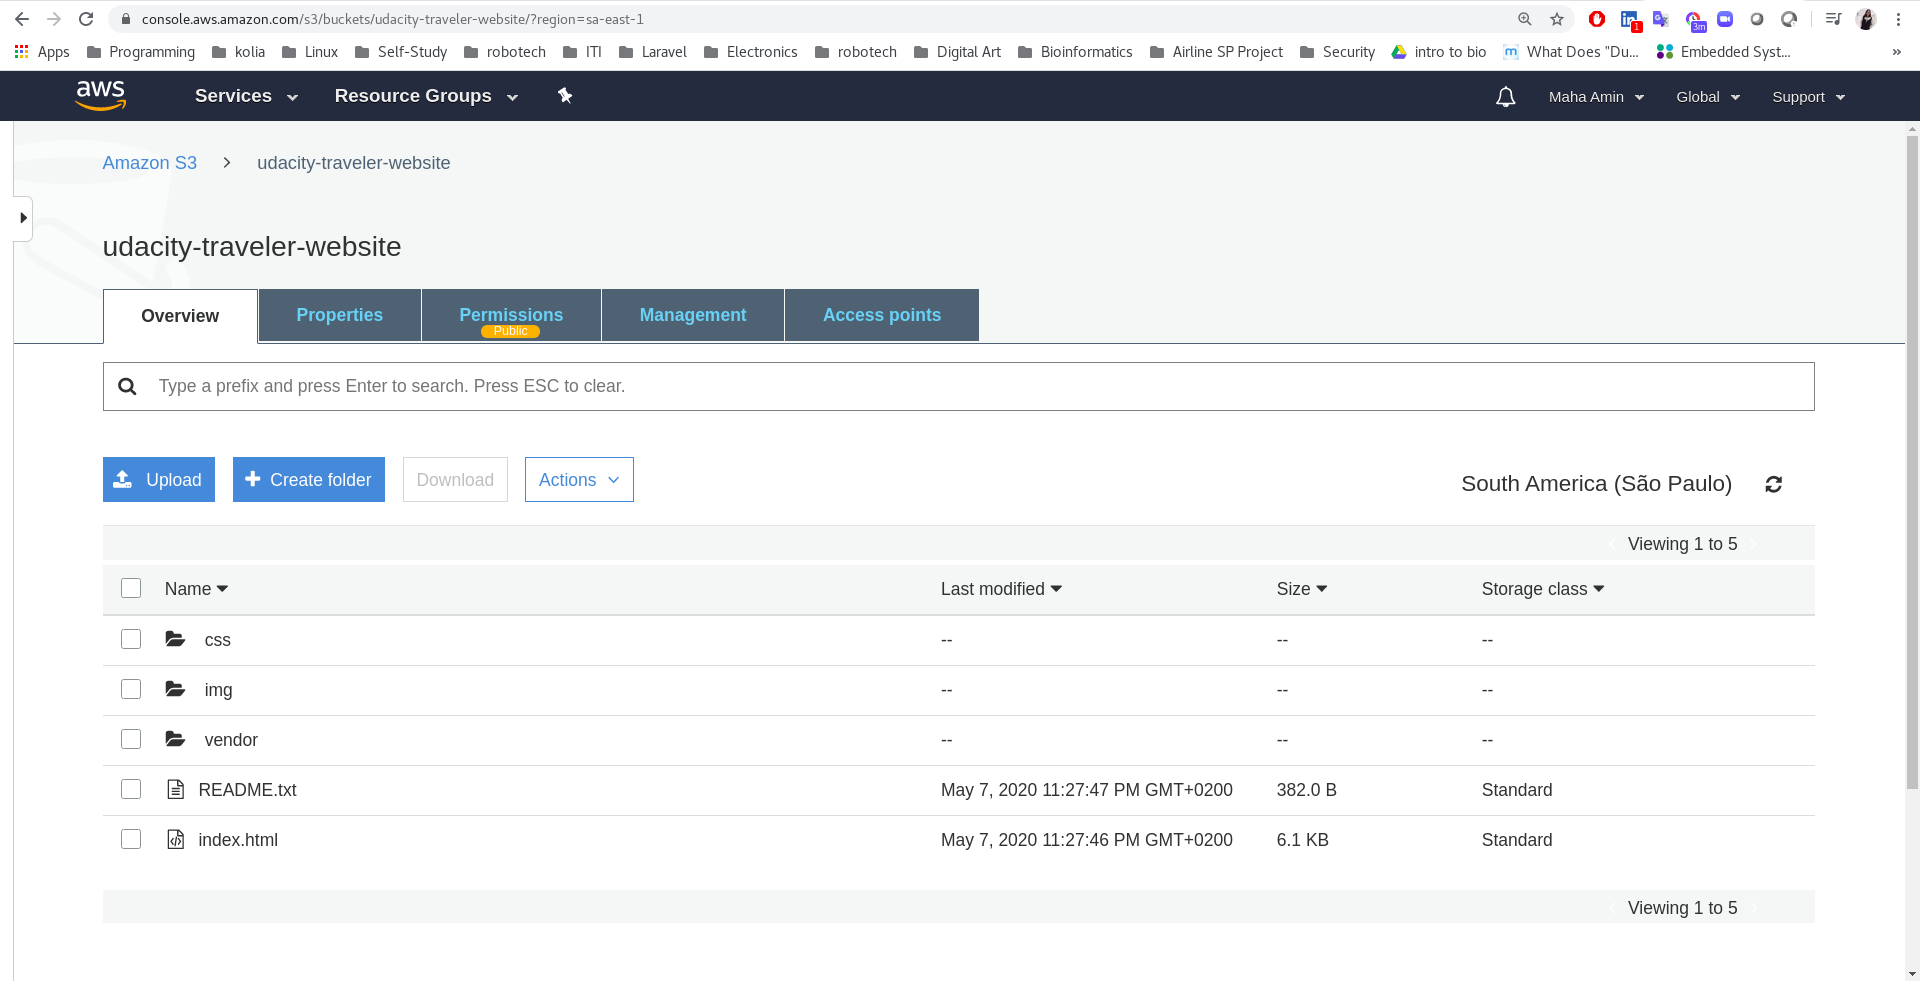 console.aws.amazon.com/s3/buckets/udacity-traveler-website/?region=sa-east-1
1
3m
Apps Programming kolia Linux Self-Study robotech ITI Laravel Electronics robotech Digital Art Bioinformatics Airline SP Project Security intro to bio What Does "Du... Embedded Syst... »
aws Services Resource Groups Maha Amin Global Support
Amazon S3 > udacity-traveler-website
udacity-traveler-website
Overview Properties Permissions Management Access points
Public
Type a prefix and press Enter to search. Press ESC to clear.
Upload Create folder Download Actions South America (São Paulo)
Viewing 1 to 5
Name Last modified Size Storage class
css -- -- --
img -- -- --
vendor -- -- --
README.txt May 7, 2020 11:27:47 PM GMT+0200 382.0 B Standard
index.html May 7, 2020 11:27:46 PM GMT+0200 6.1 KB Standard
Viewing 1 to 5